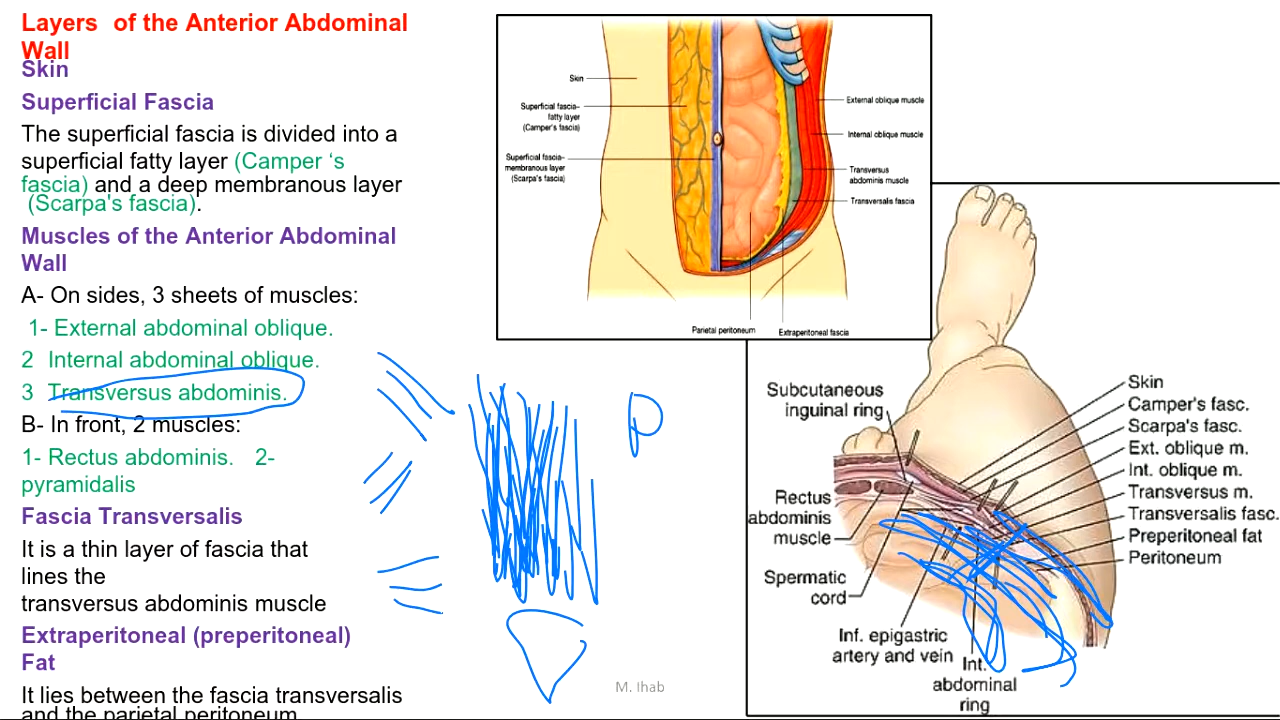 Layers of the Anterior Abdominal
Wall
Skin
Superficial Fascia
The superficial fascia is divided into a
superficial fatty layer (Camper ‘s
fascia) and a deep membranous layer
(Scarpa's fascia).
Muscles of the Anterior Abdominal
Wall
A- On sides, 3 sheets of muscles:
1- External abdominal oblique.
2 Internal abdominal oblique.
3 Transversus abdominis.
B- In front, 2 muscles:
1- Rectus abdominis. 2-
pyramidalis
Fascia Transversalis
It is a thin layer of fascia that
lines the
transversus abdominis muscle
Extraperitoneal (preperitoneal)
Fat
It lies between the fascia transversalis
and the parietal peritoneum
Skin
Superficial fascia–
fatty layer
(Camper's fascia)
Superficial fascia–
membranous layer
(Scarpa's fascia)
External oblique muscle
Internal oblique muscle
Transversus
abdominis muscle
Transversalis fascia
Parietal peritoneum
Extraperitoneal fascia
Subcutaneous
inguinal ring
Rectus
abdominis
muscle
Spermatic
cord
Inf. epigastric
artery and vein
Int.
abdominal
ring
Skin
Camper's fasc.
Scarpa's fasc.
Ext. oblique m.
Int. oblique m.
Transversus m.
Transversalis fasc.
Preperitoneal fat
Peritoneum
M. Ihab